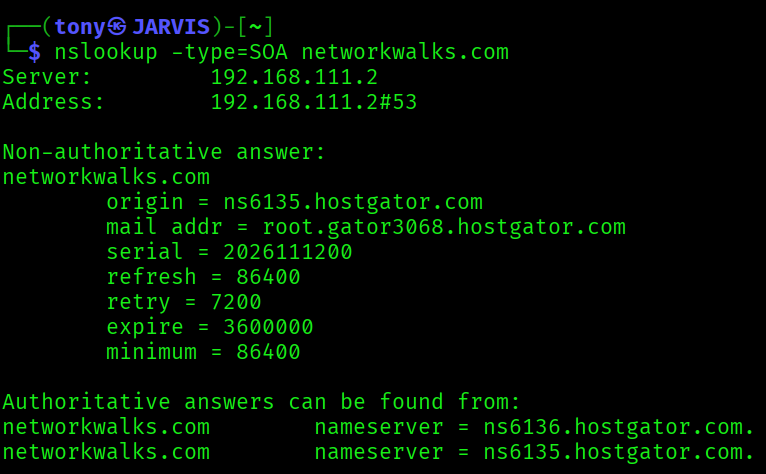 ┌──(tony㉿JARVIS)-[~]
└─$ nslookup -type=SOA networkwalks.com
Server:         192.168.111.2
Address:        192.168.111.2#53

Non-authoritative answer:
networkwalks.com
        origin = ns6135.hostgator.com
        mail addr = root.gator3068.hostgator.com
        serial = 2026111200
        refresh = 86400
        retry = 7200
        expire = 3600000
        minimum = 86400

Authoritative answers can be found from:
networkwalks.com        nameserver = ns6136.hostgator.com.
networkwalks.com        nameserver = ns6135.hostgator.com.